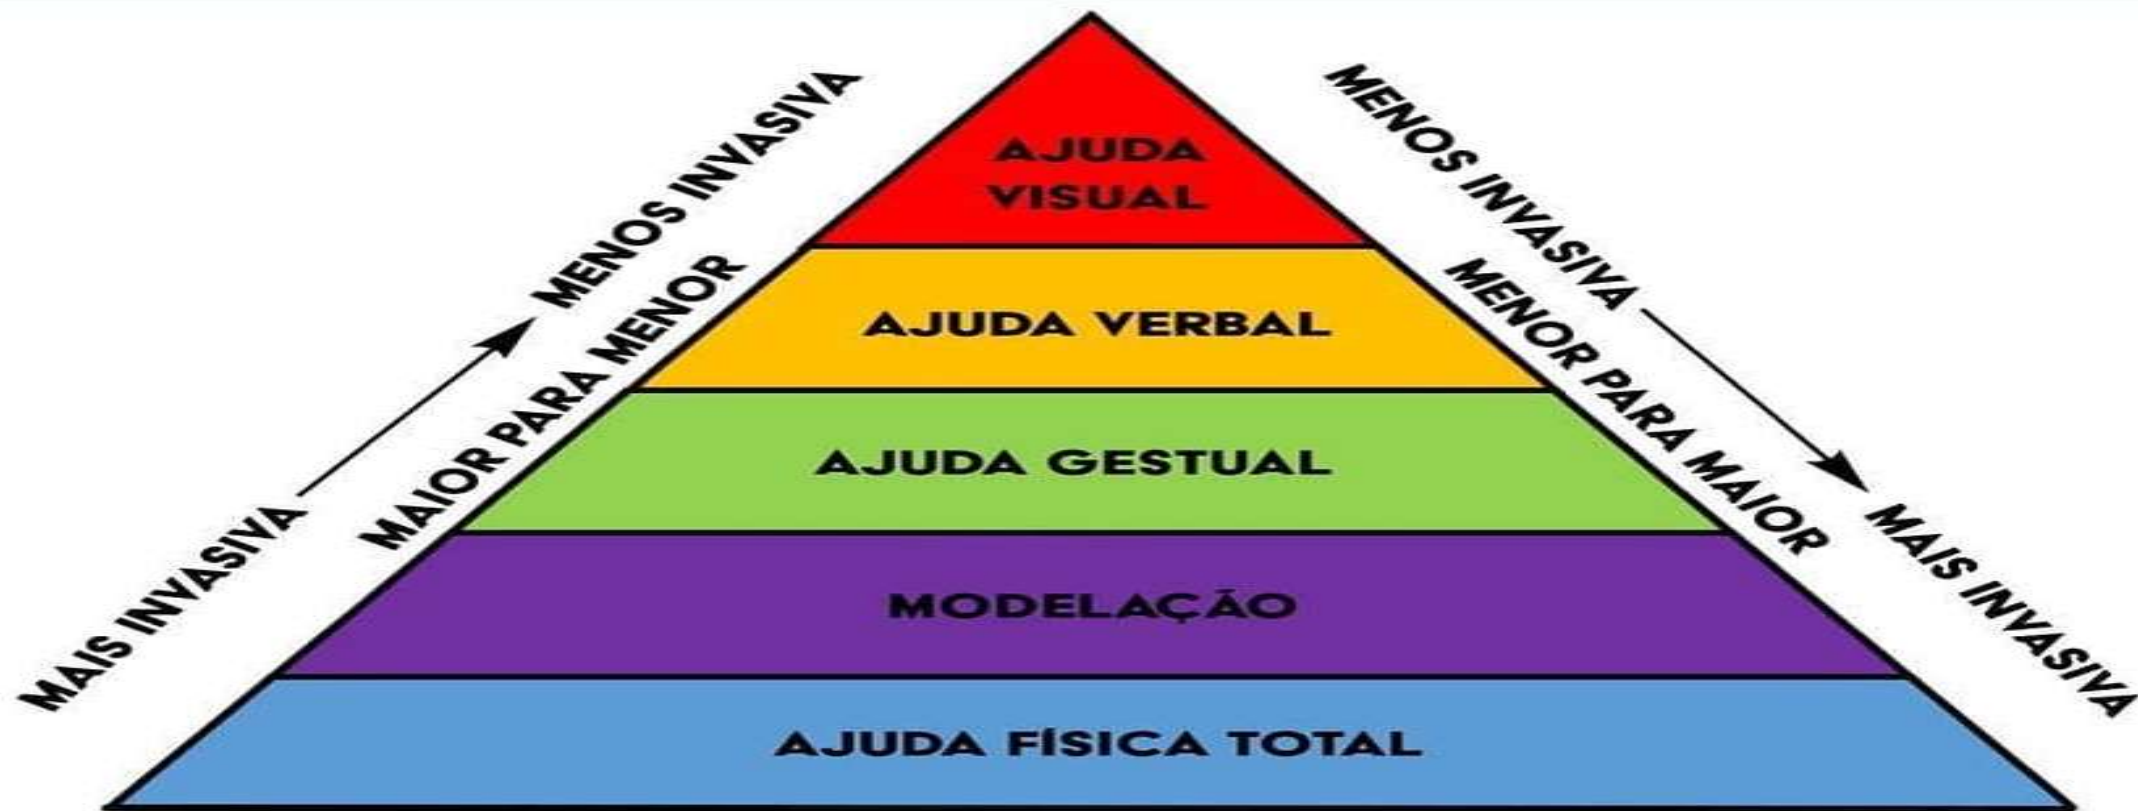 AJUDA
VISUAL
AJUDA VERBAL
AJUDA GESTUAL
MODELAÇÃO
AJUDA FÍSICA TOTAL
MAIS INVASIVA → MENOS INVASIVA
MAIOR PARA MENOR
MENOS INVASIVA → MAIS INVASIVA
MENOR PARA MAIOR